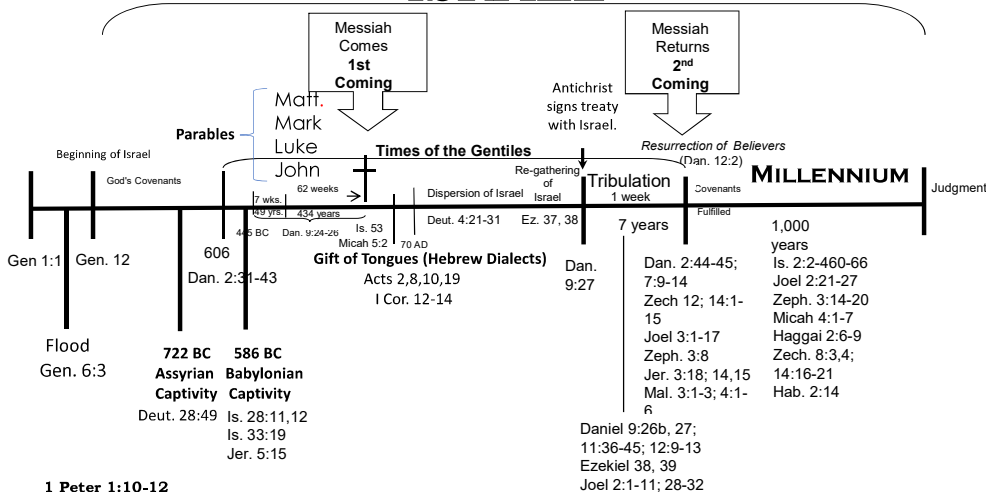 Messiah
Comes
1st
Coming
Messiah
Returns
2nd
Coming
Antichrist
signs treaty
with Israel.
Parables
Matt.
Mark
Luke
John
Beginning of Israel
God's Covenants
Times of the Gentiles
Resurrection of Believers
(Dan. 12:2)
62 weeks
7 wks.
49 yrs.
434 years
445 BC
Dan. 9:24-26
Is. 53
Micah 5:2
70 AD
Dispersion of Israel
Deut. 4:21-31
Re-gathering
of
Israel
Ez. 37, 38
Tribulation
1 week
7 years
Covenants
Fulfilled
MILLENNIUM
Judgment
1,000
years
Gen 1:1
Gen. 12
606
Dan. 2:31-43
Gift of Tongues (Hebrew Dialects)
Acts 2,8,10,19
I Cor. 12-14
Dan.
9:27
Dan. 2:44-45;
7:9-14
Zech 12; 14:1-
15
Joel 3:1-17
Zeph. 3:8
Jer. 3:18; 14,15
Mal. 3:1-3; 4:1-
6
Is. 2:2-460-66
Joel 2:21-27
Zeph. 3:14-20
Micah 4:1-7
Haggai 2:6-9
Zech. 8:3,4;
14:16-21
Hab. 2:14
Flood
Gen. 6:3
722 BC
Assyrian
Captivity
Deut. 28:49
586 BC
Babylonian
Captivity
Is. 28:11,12
Is. 33:19
Jer. 5:15
Daniel 9:26b, 27;
11:36-45; 12:9-13
Ezekiel 38, 39
Joel 2:1-11; 28-32
1 Peter 1:10-12